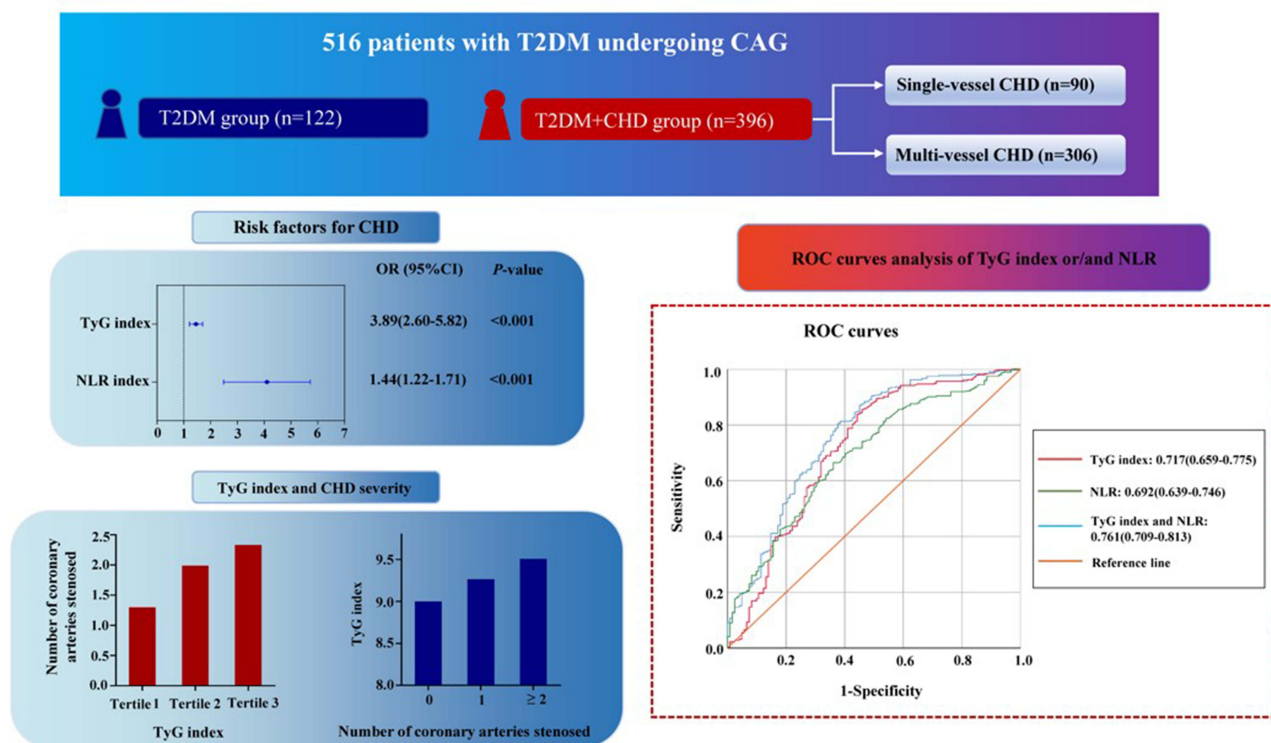 516 patients with T2DM undergoing CAG
T2DM group (n=122)
T2DM+CHD group (n=396)
Single-vessel CHD (n=90)
Multi-vessel CHD (n=306)
Risk factors for CHD
OR (95%CI) P-value
TyG index 3.89(2.60-5.82) <0.001
NLR index 1.44(1.22-1.71) <0.001
0 1 2 3 4 5 6 7
TyG index and CHD severity
Number of coronary
arteries stenosed
2.5
2.0
1.5
1.0
0.5
0.0
Tertile 1 Tertile 2 Tertile 3
TyG index
TyG index
9.5
9.0
8.5
8.0
0 1 ≥ 2
Number of coronary arteries stenosed
ROC curves analysis of TyG index or/and NLR
ROC curves
Sensitivity
1.0
0.8
0.6
0.4
0.2
0.0
0.2 0.4 0.6 0.8 1.0
1-Specificity
TyG index: 0.717(0.659-0.775)
NLR: 0.692(0.639-0.746)
TyG index and NLR:
0.761(0.709-0.813)
Reference line